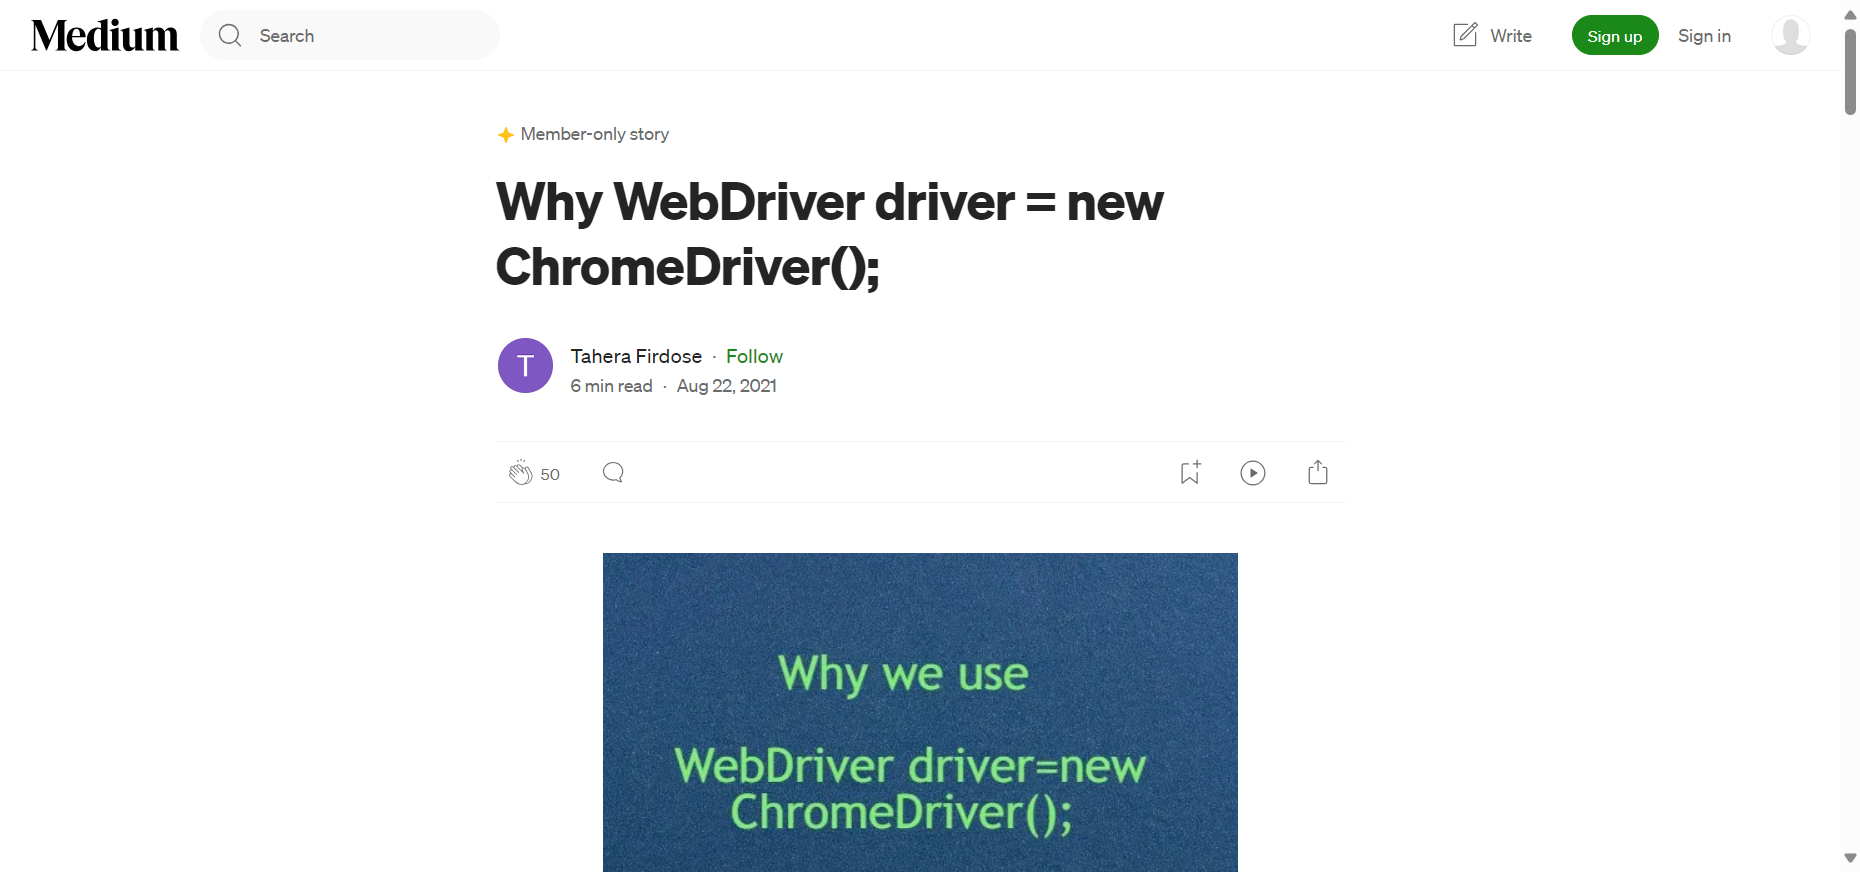 Medium
Search
Write
Sign up
Sign in
Member-only story
Why WebDriver driver = new
ChromeDriver();
T
Tahera Firdose · Follow
6 min read · Aug 22, 2021
50
Why we use
WebDriver driver=new
ChromeDriver();